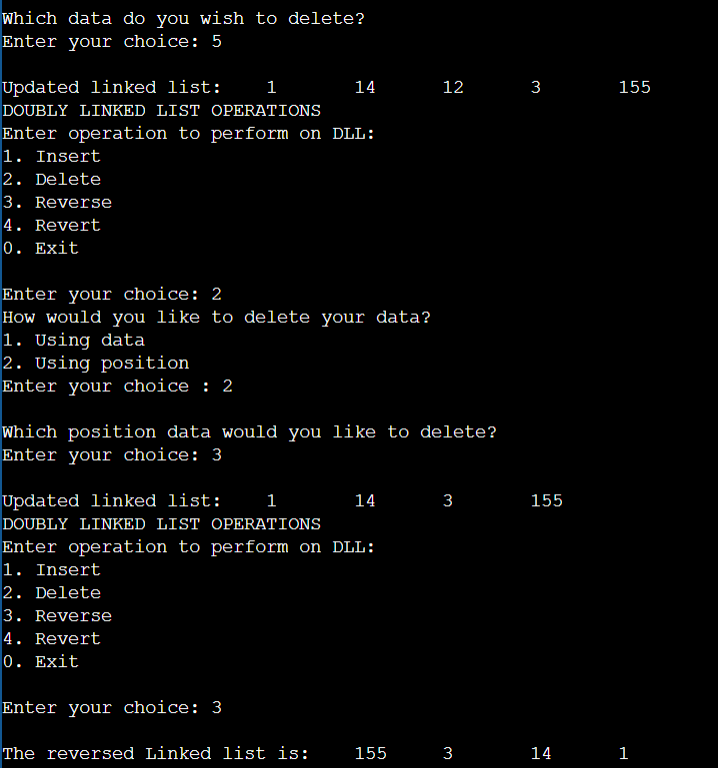 Which data do you wish to delete?
Enter your choice: 5
Updated linked list: 1 14 12 3 155
DOUBLY LINKED LIST OPERATIONS
Enter operation to perform on DLL:
1. Insert
2. Delete
3. Reverse
4. Revert
0. Exit
Enter your choice: 2
How would you like to delete your data?
1. Using data
2. Using position
Enter your choice : 2
Which position data would you like to delete?
Enter your choice: 3
Updated linked list: 1 14 3 155
DOUBLY LINKED LIST OPERATIONS
Enter operation to perform on DLL:
1. Insert
2. Delete
3. Reverse
4. Revert
0. Exit
Enter your choice: 3
The reversed Linked list is: 155 3 14 1